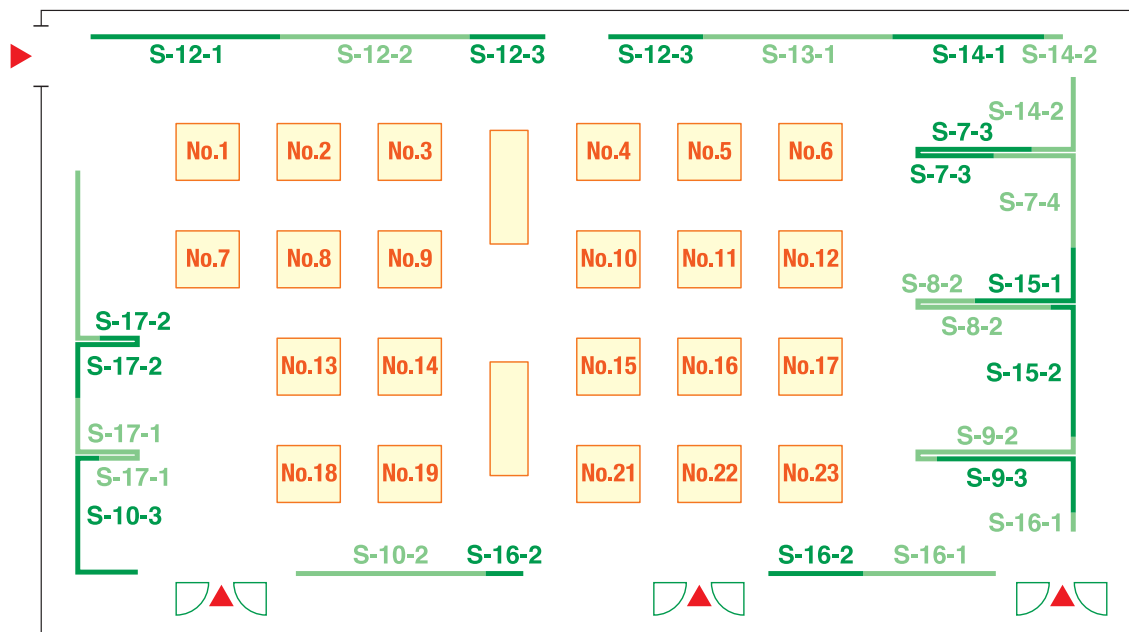 S-12-1 S-12-2 S-12-3 S-12-3 S-13-1 S-14-1 S-14-2
S-14-2
S-7-3
No.1 No.2 No.3 No.4 No.5 No.6
S-7-3
S-7-4
No.7 No.8 No.9 No.10 No.11 No.12
S-8-2 S-15-1
S-17-2 S-8-2
No.13 No.14 No.15 No.16 No.17
S-17-2 S-15-2
S-17-1 S-9-2
S-17-1 No.18 No.19 No.21 No.22 No.23 S-9-3
S-10-3 S-16-1
S-10-2 S-16-2 S-16-2 S-16-1